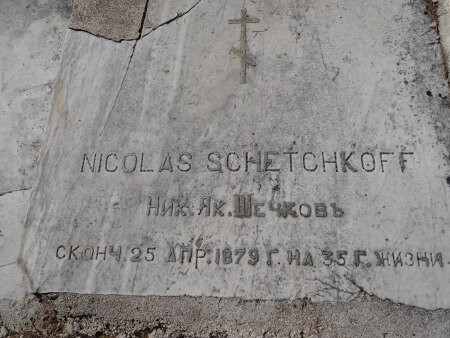 NICOLAS SCHETCHKOFF
Ник. Як. Шечковъ
СКОНЧ. 25 АПР. 1879 Г. НА 35 Г. ЖИЗНИ